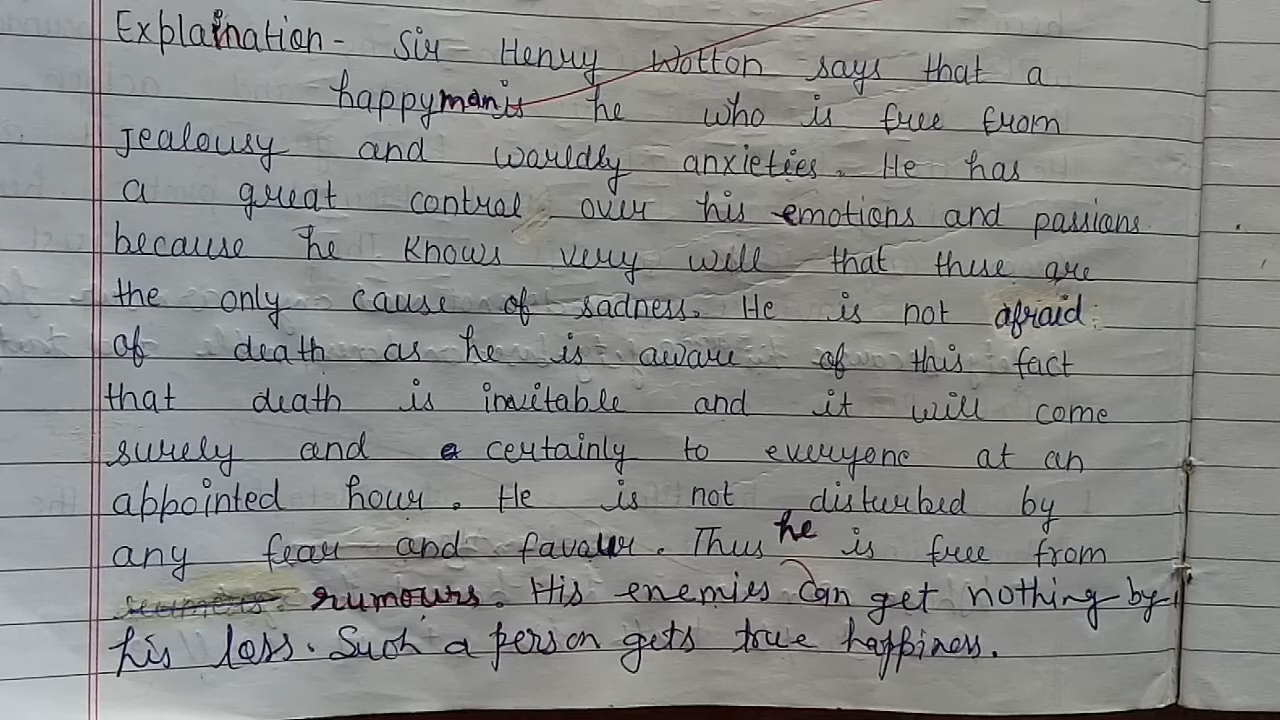 Explaination - Sir Henry Wotton says that a
happy man is he who is free from
Jealousy and worldly anxieties. He has
a great control over his emotions and passions
because he knows very well that these are
the only cause of sadness. He is not afraid
of death as he is aware of this fact
that death is invitable and it will come
surely and certainly to everyone at an
appointed hour. He is not disturbed by
any fear and favour. Thus he is free from
rumours. His enemies can get nothing by
his loss. Such a person gets true happiness.